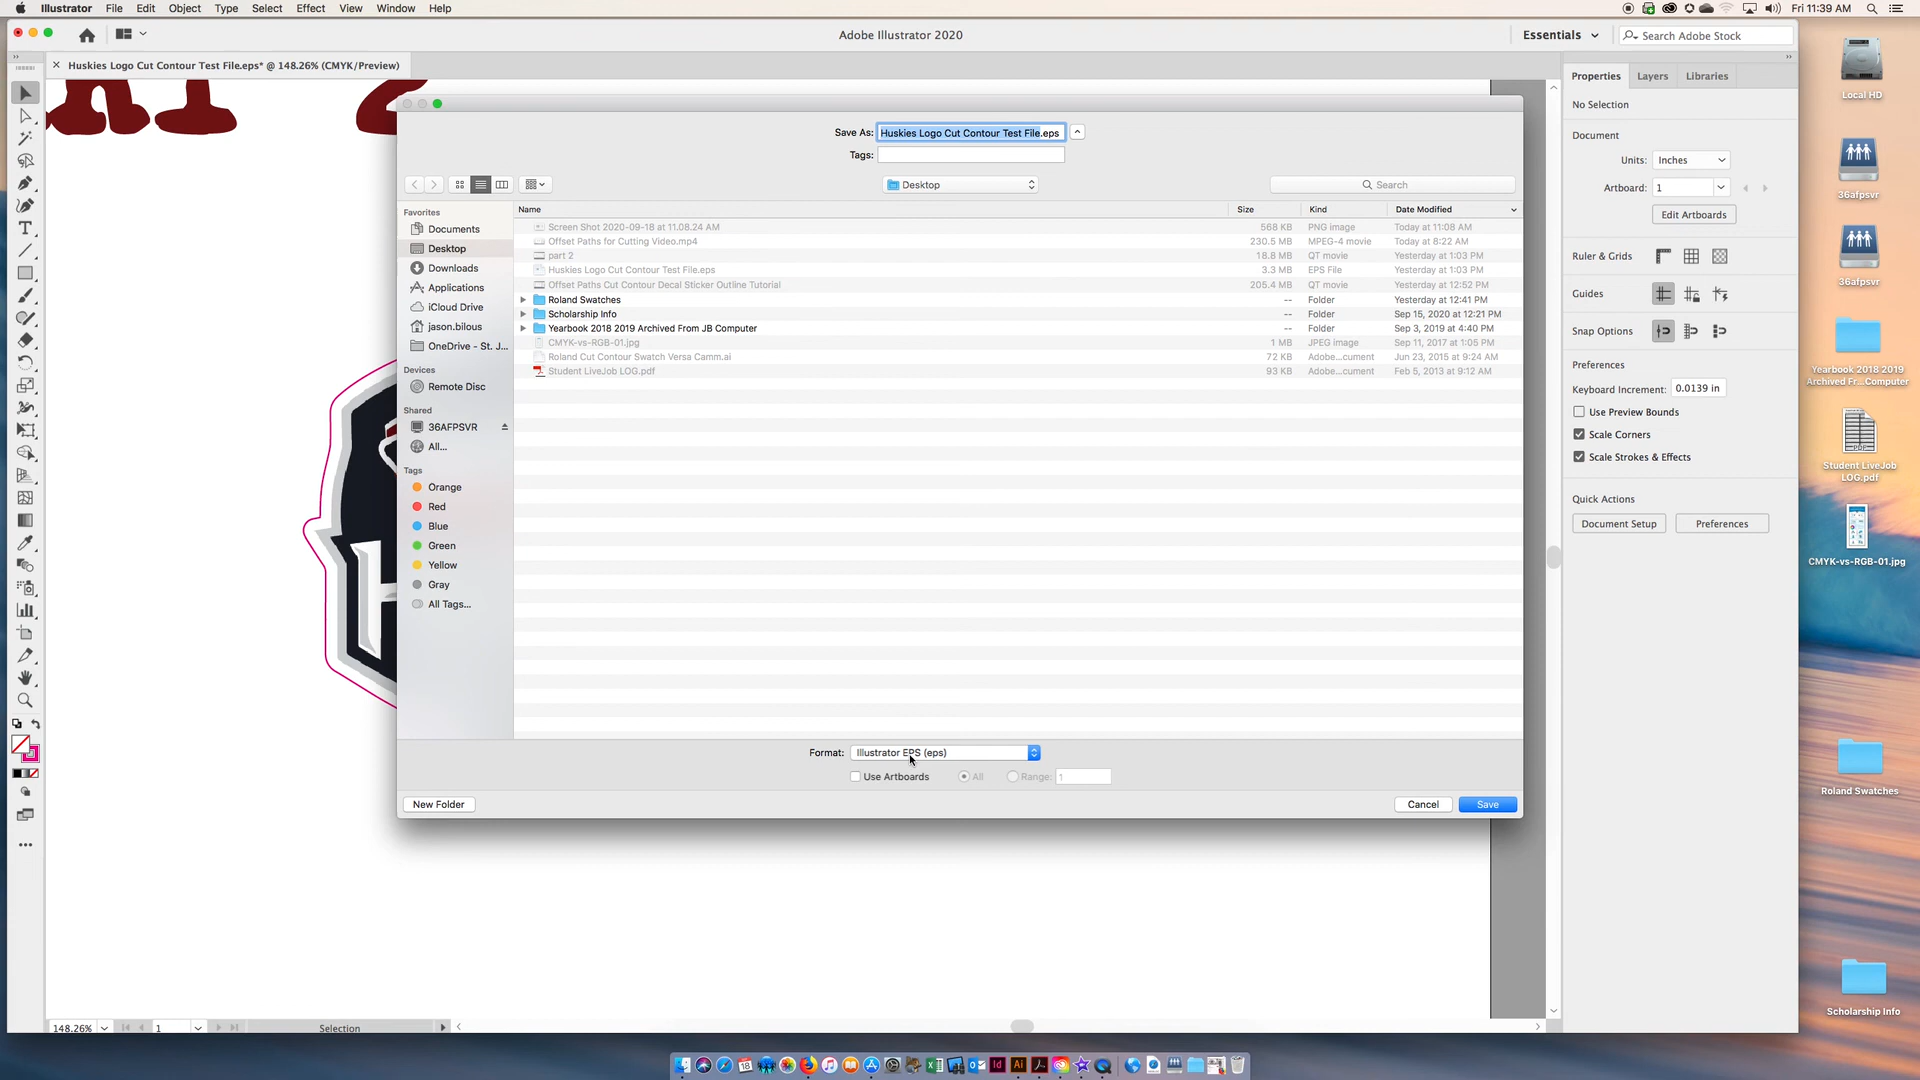 Illustrator File Edit Object Type Select Effect View Window Help
Fri 11:39 AM
Adobe Illustrator 2020
Essentials
Search Adobe Stock
Huskies Logo Cut Contour Test File.eps* @ 148.26% (CMYK/Preview)
Save As: Huskies Logo Cut Contour Test File.eps
Tags:
Desktop
Search
Favorites
Documents
Desktop
Downloads
Applications
iCloud Drive
jason.bilous
OneDrive - St. J...
Devices
Remote Disc
Shared
36AFPSVR
All...
Tags
Orange
Red
Blue
Green
Yellow
Gray
All Tags...
Name Size Kind Date Modified
Screen Shot 2020-09-18 at 11.08.24 AM 568 KB PNG image Today at 11:08 AM
Offset Paths for Cutting Video.mp4 230.5 MB MPEG-4 movie Today at 8:22 AM
part 2 18.8 MB QT movie Yesterday at 1:03 PM
Huskies Logo Cut Contour Test File.eps 3.3 MB EPS File Yesterday at 1:03 PM
Offset Paths Cut Contour Decal Sticker Outline Tutorial 205.4 MB QT movie Yesterday at 12:52 PM
Roland Swatches -- Folder Yesterday at 12:41 PM
Scholarship Info -- Folder Sep 15, 2020 at 12:21 PM
Yearbook 2018 2019 Archived From JB Computer -- Folder Sep 3, 2019 at 4:40 PM
CMYK-vs-RGB-01.jpg 1 MB JPEG image Sep 11, 2017 at 1:05 PM
Roland Cut Contour Swatch Versa Camm.ai 72 KB Adobe...cument Jun 23, 2015 at 9:24 AM
Student LiveJob LOG.pdf 93 KB Adobe...cument Feb 5, 2013 at 9:12 AM
Format: Illustrator EPS (eps)
Use Artboards All Range: 1
New Folder Cancel Save
Properties Layers Libraries
No Selection
Document
Units: Inches
Artboard: 1
Edit Artboards
Ruler & Grids
Guides
Snap Options
Preferences
Keyboard Increment: 0.0139 in
Use Preview Bounds
Scale Corners
Scale Strokes & Effects
Quick Actions
Document Setup Preferences
Local HD
36afpsvr
36afpsvr
Yearbook 2018 2019
Archived Fr...Computer
PDF
Student LiveJob
LOG.pdf
CMYK-vs-RGB-01.jpg
Roland Swatches
Scholarship Info
148.26% 1 Selection
18
Id
Ai